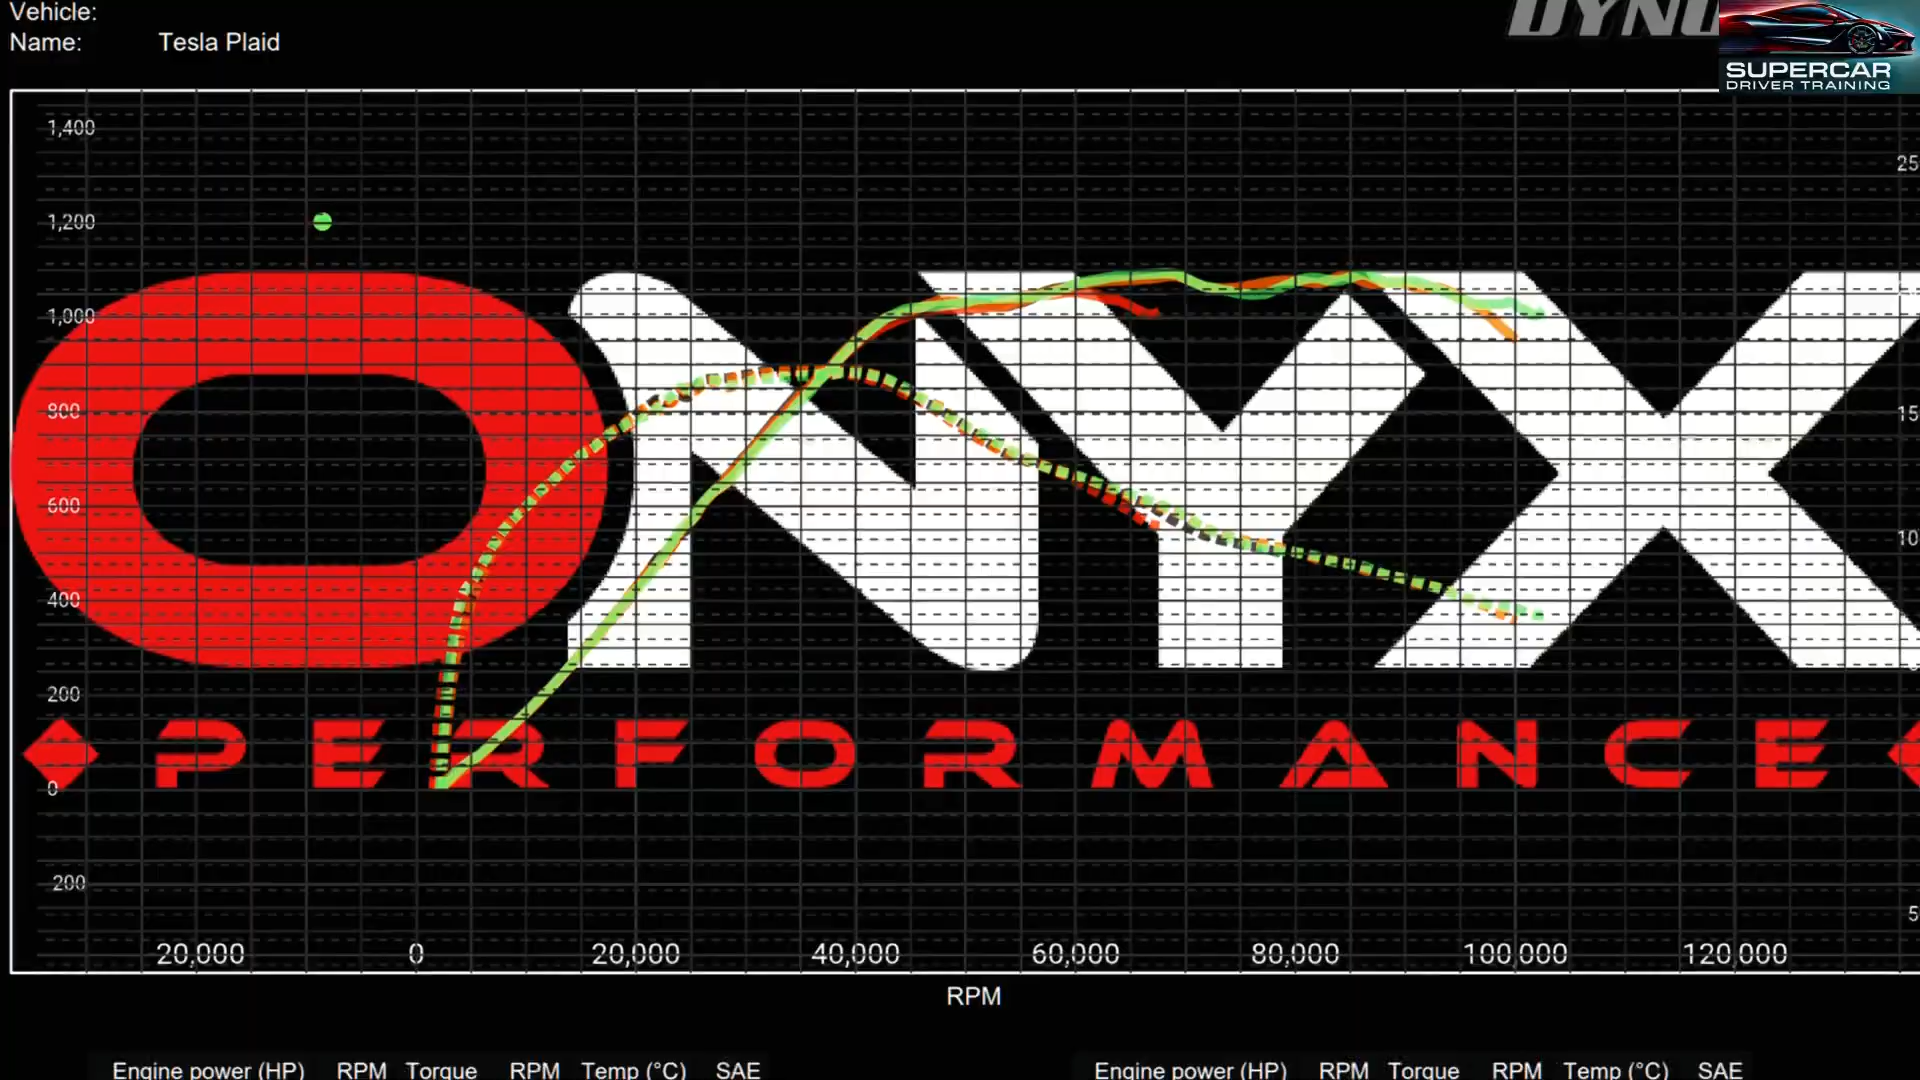 Vehicle:
Name: Tesla Plaid
SUPERCAR
DRIVER TRAINING
1,400
1,200
1,000
800
600
400
200
0
200
25
15
10
5
ONYX
PERFORMANCE
20,000 0 20,000 40,000 60,000 80,000 100,000 120,000
RPM
Engine power (HP) RPM Torque RPM Temp (°C) SAE
Engine power (HP) RPM Torque RPM Temp (°C) SAE